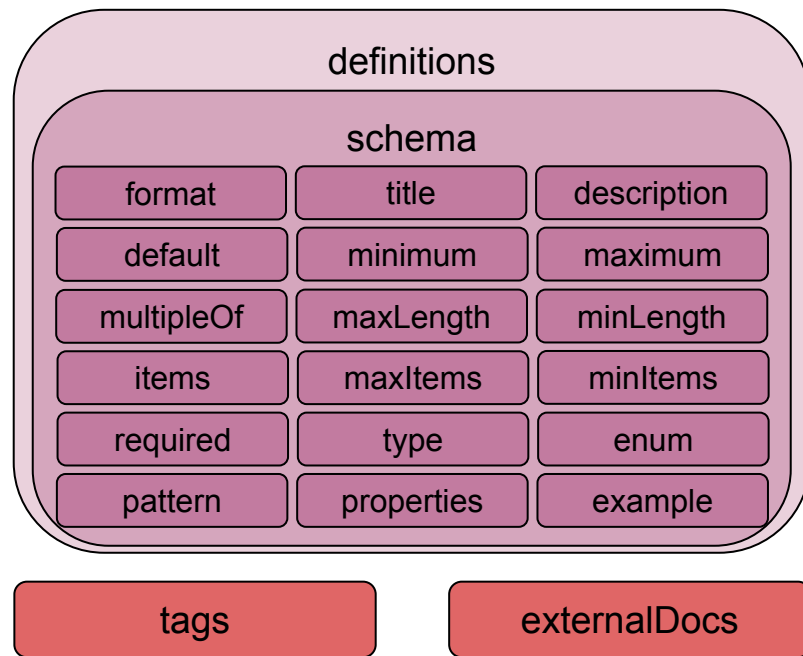 definitions
schema
format title description
default minimum maximum
multipleOf maxLength minLength
items maxItems minItems
required type enum
pattern properties example
tags externalDocs